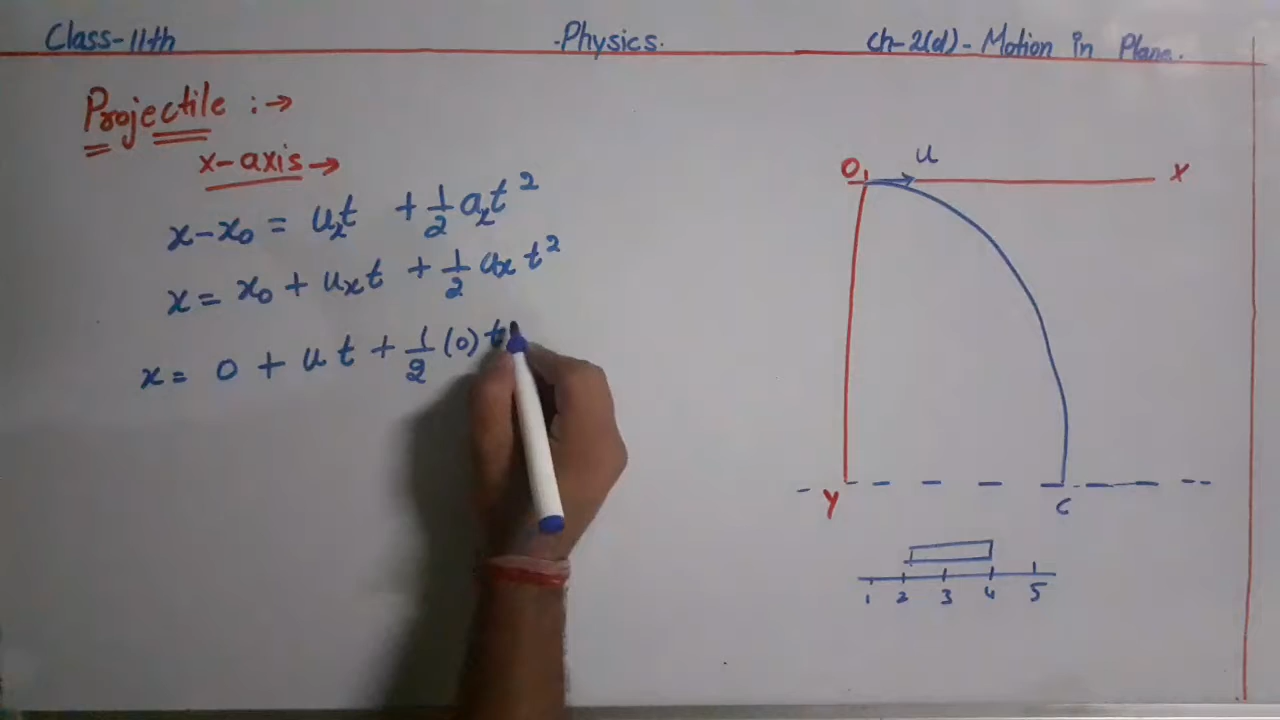 Class-11th Physics. Ch-2(d)-Motion in Plane.
Projectile :→
x-axis→
x-x₀ = uₓt + 1/2 aₓt²
x = x₀ + uₓt + 1/2 aₓt²
x = 0 + ut + 1/2 (0) t
O u X
Y C
1 2 3 4 5